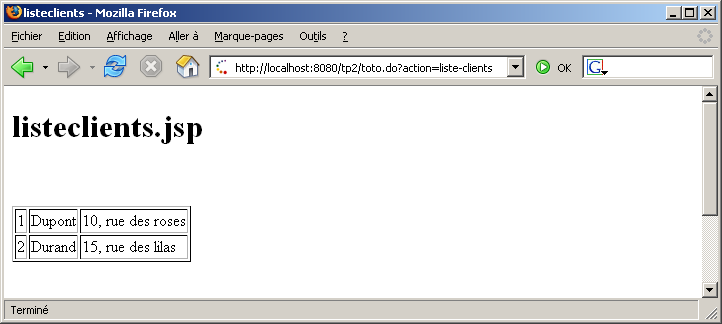 listeclients - Mozilla Firefox
Fichier Edition Affichage Aller à Marque-pages Outils ?
http://localhost:8080/tp2/toto.do?action=liste-clients OK G
listeclients.jsp
1 Dupont 10, rue des roses
2 Durand 15, rue des lilas
Terminé